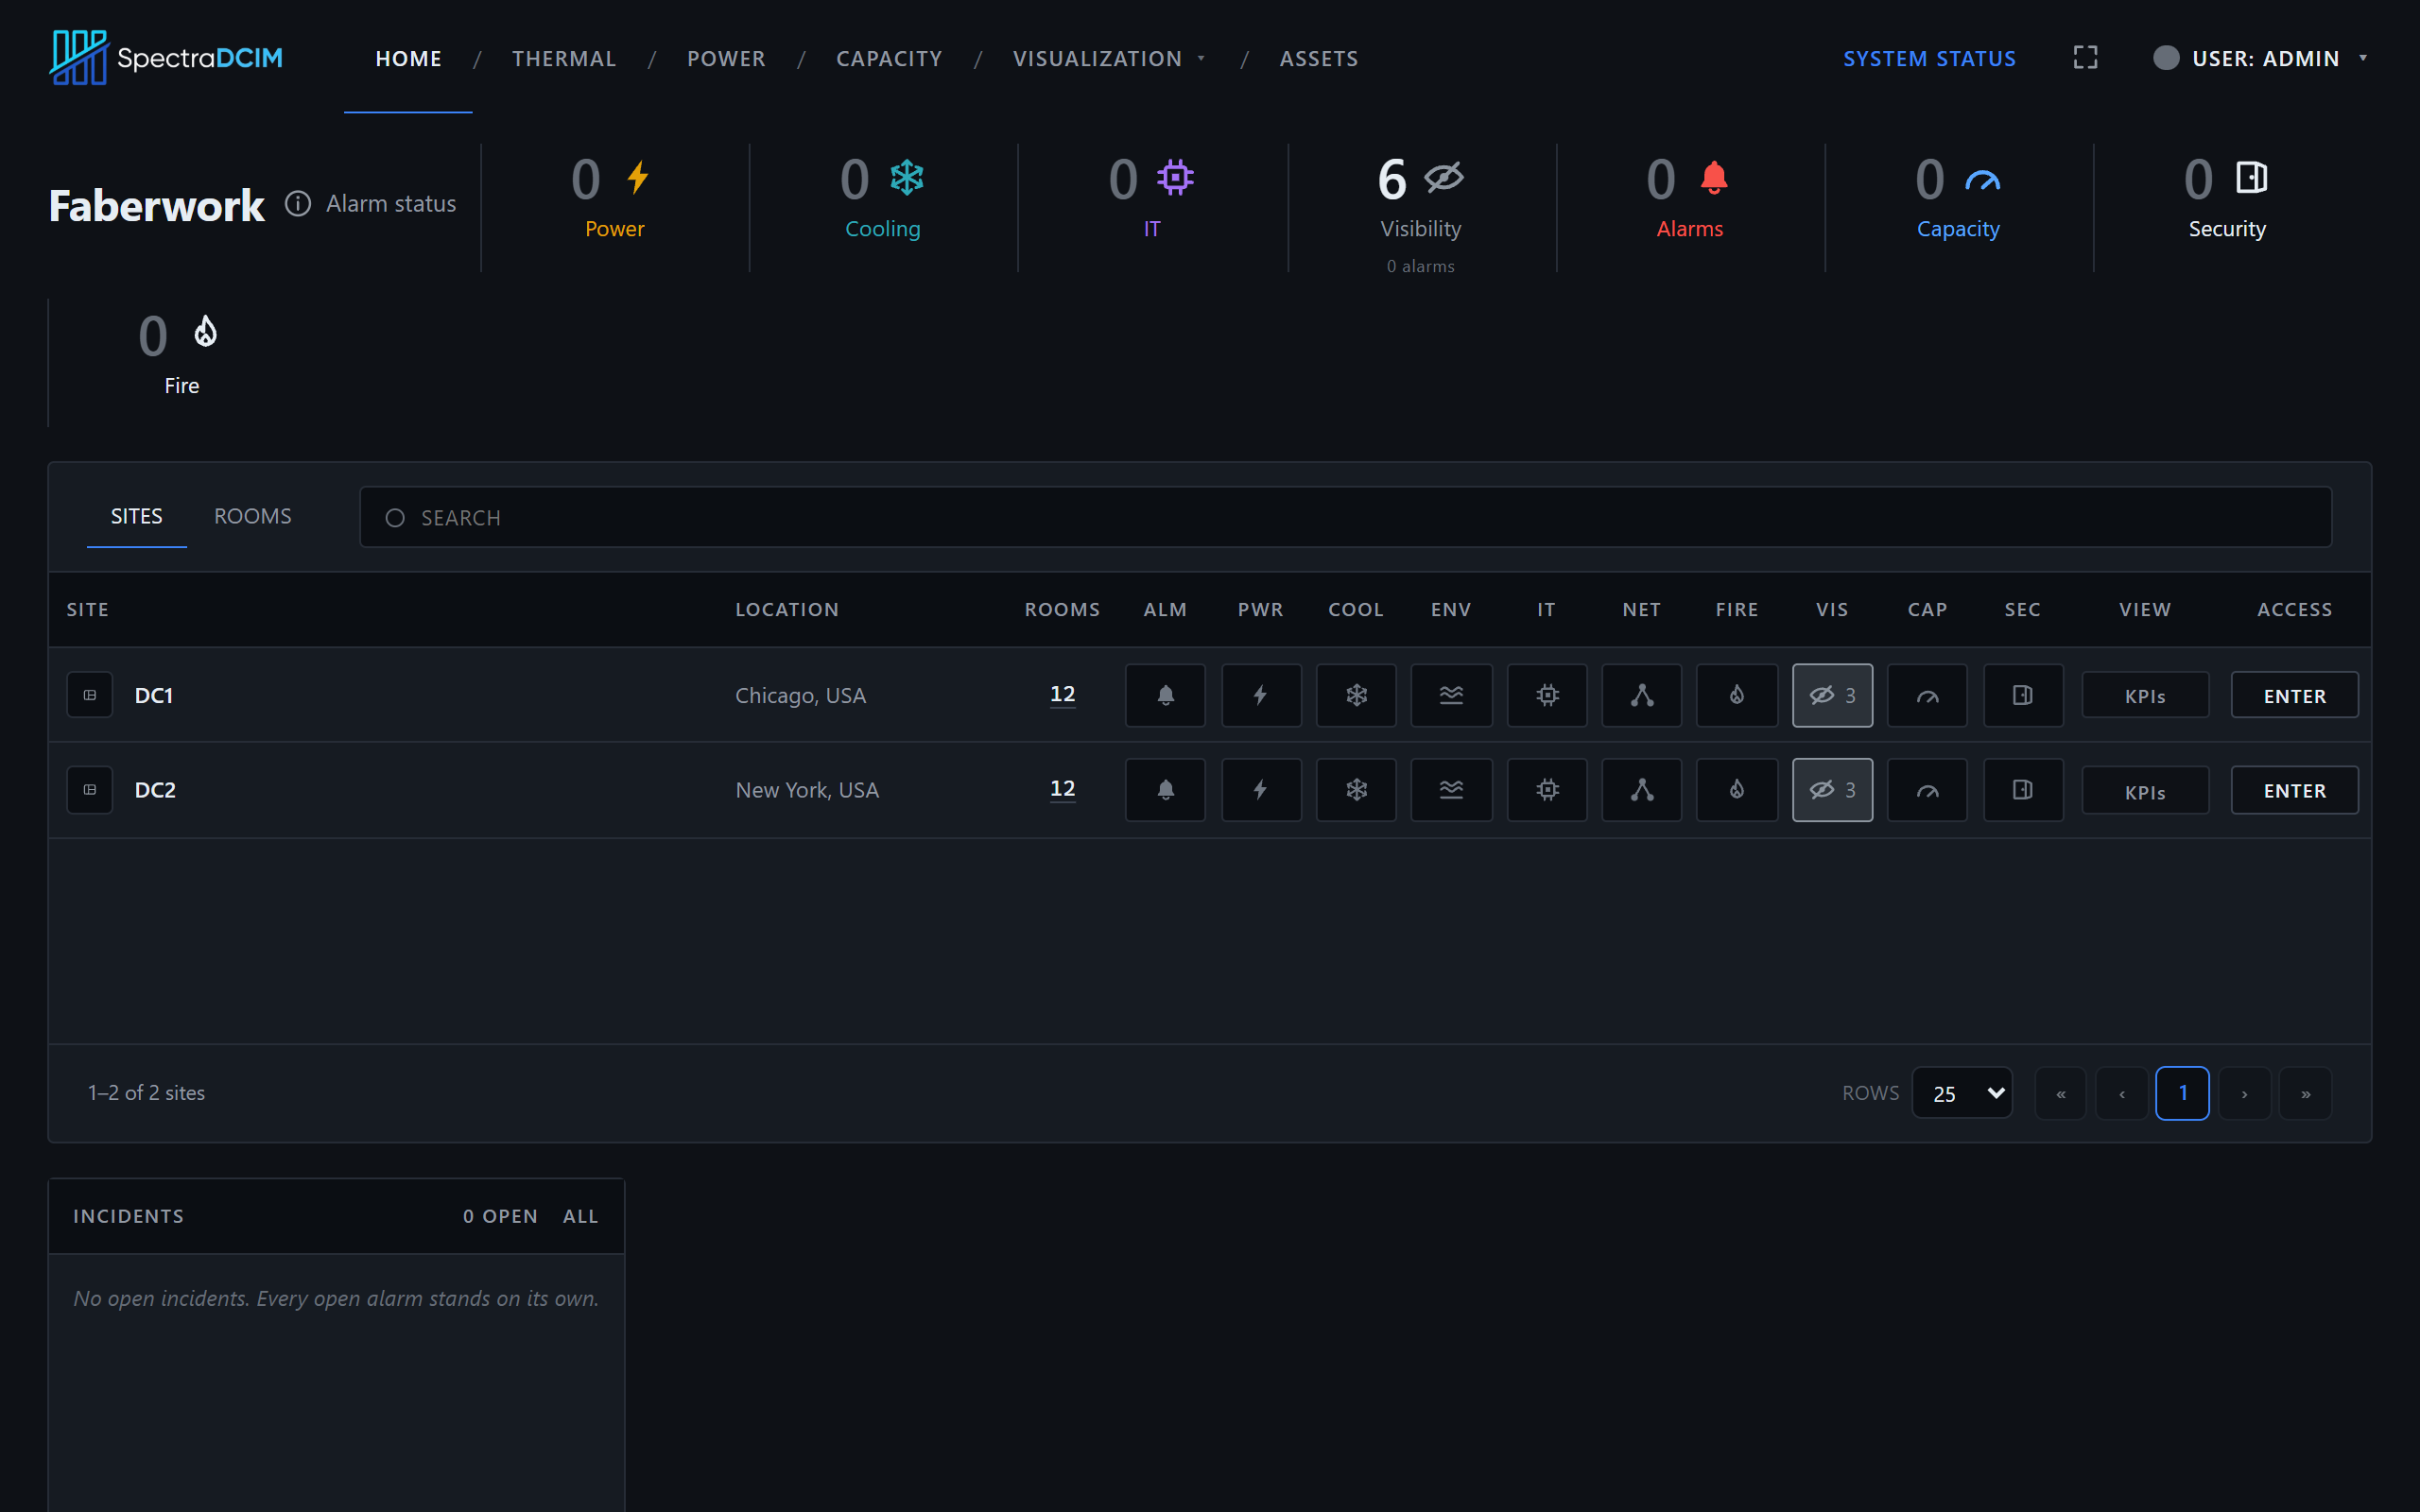 SpectraDCIM HOME / THERMAL / POWER / CAPACITY / VISUALIZATION / ASSETS SYSTEM STATUS USER: ADMIN
Faberwork Alarm status
0 Power
0 Cooling
0 IT
6 Visibility
0 alarms
0 Alarms
0 Capacity
0 Security
0 Fire
SITES ROOMS SEARCH
SITE LOCATION ROOMS ALM PWR COOL ENV IT NET FIRE VIS CAP SEC VIEW ACCESS
DC1 Chicago, USA 12 3 KPIs ENTER
DC2 New York, USA 12 3 KPIs ENTER
1–2 of 2 sites ROWS 25 « ‹ 1 › »
INCIDENTS 0 OPEN ALL
No open incidents. Every open alarm stands on its own.